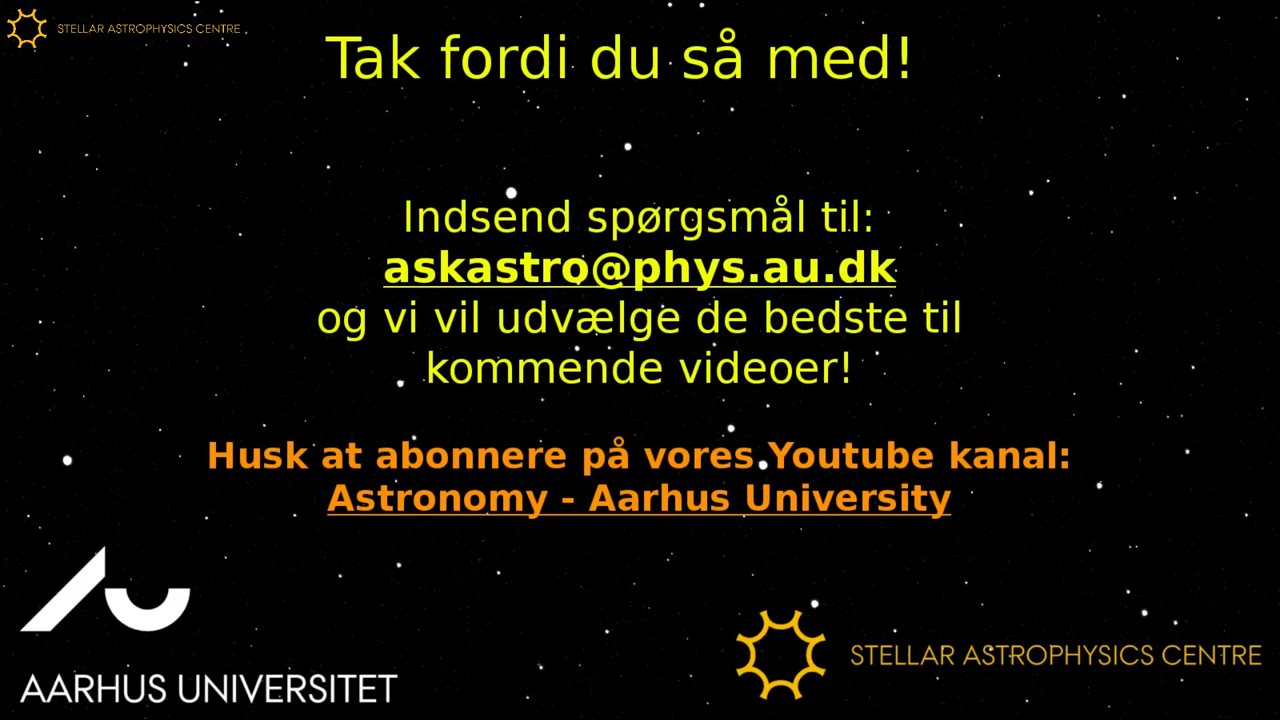 STELLAR ASTROPHYSICS CENTRE
Tak fordi du så med!
Indsend spørgsmål til:
askastro@phys.au.dk
og vi vil udvælge de bedste til
kommende videoer!
Husk at abonnere på vores Youtube kanal:
Astronomy - Aarhus University
AARHUS UNIVERSITET
STELLAR ASTROPHYSICS CENTRE